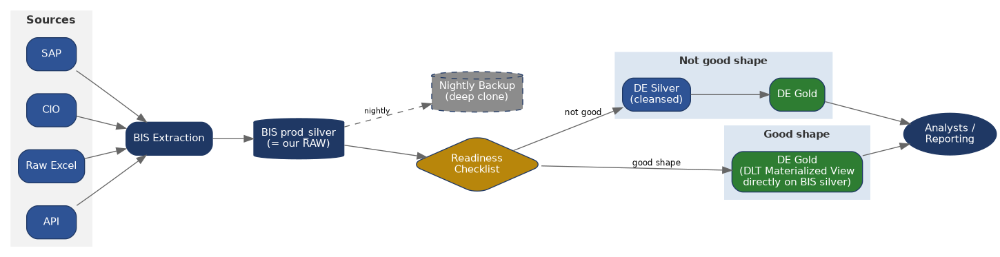 Sources
SAP
CIO
Raw Excel
API
BIS Extraction
BIS prod_silver
(= our RAW)
nightly
Nightly Backup
(deep clone)
Readiness
Checklist
not good
good shape
Not good shape
DE Silver
(cleansed)
DE Gold
Good shape
DE Gold
(DLT Materialized View
directly on BIS silver)
Analysts /
Reporting